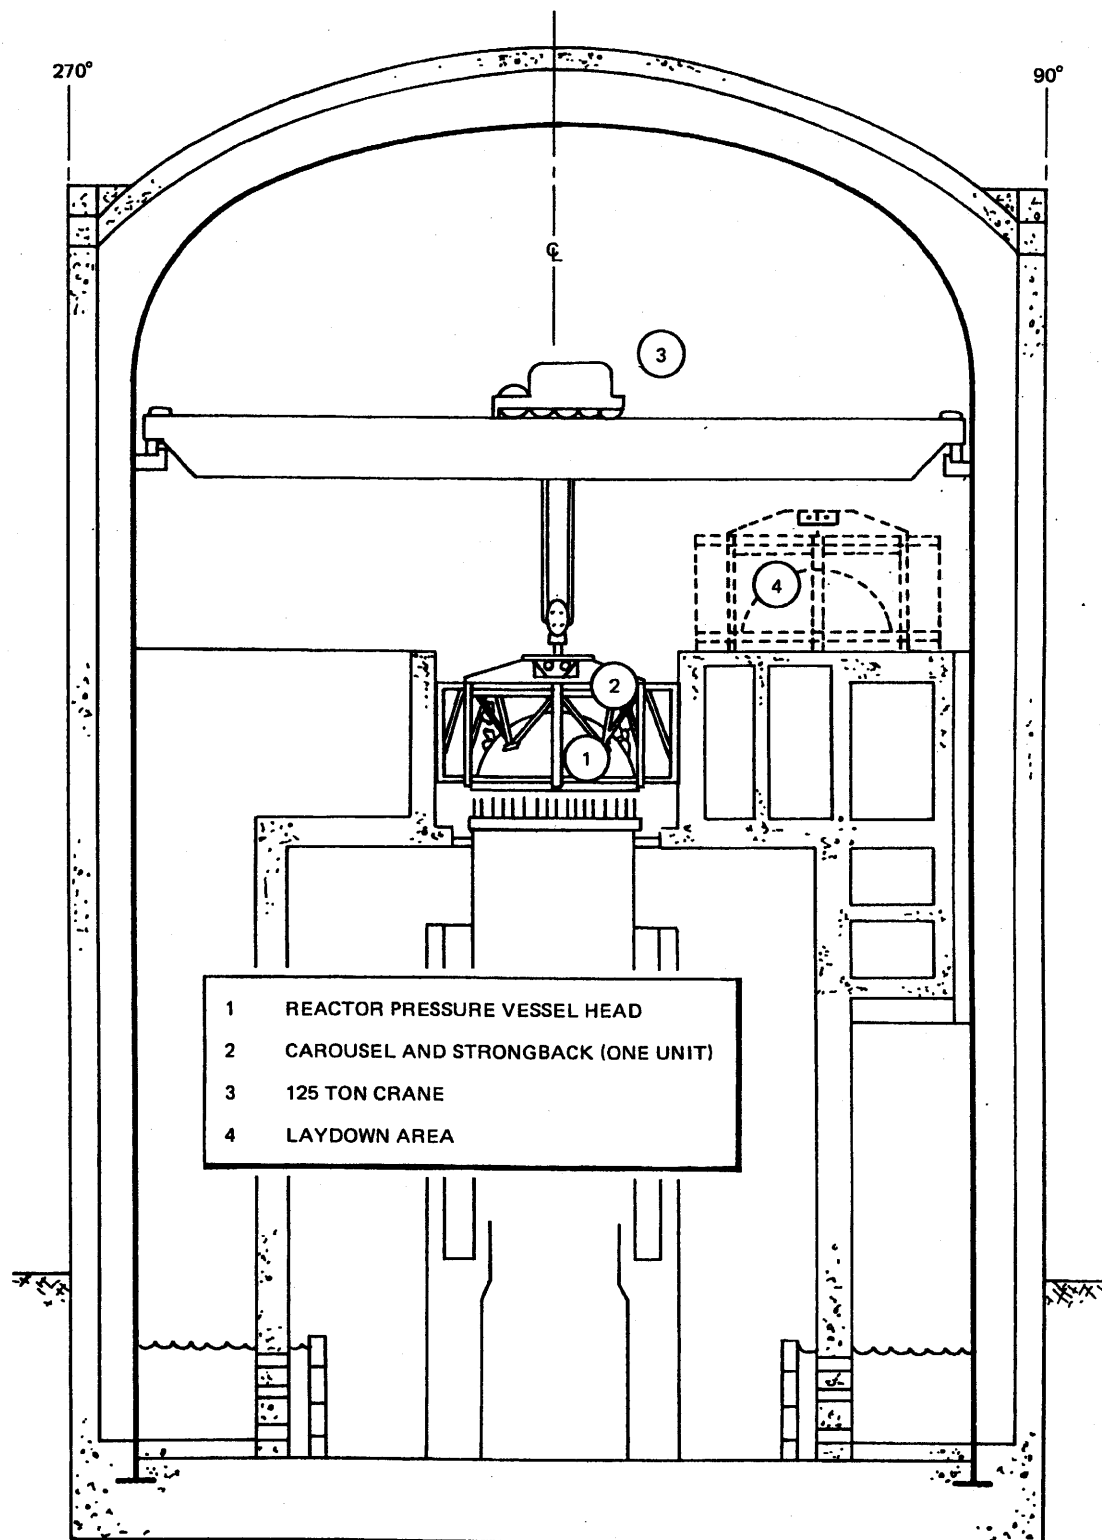 270°
90°
℄
3
4
2
1
1 REACTOR PRESSURE VESSEL HEAD
2 CAROUSEL AND STRONGBACK (ONE UNIT)
3 125 TON CRANE
4 LAYDOWN AREA